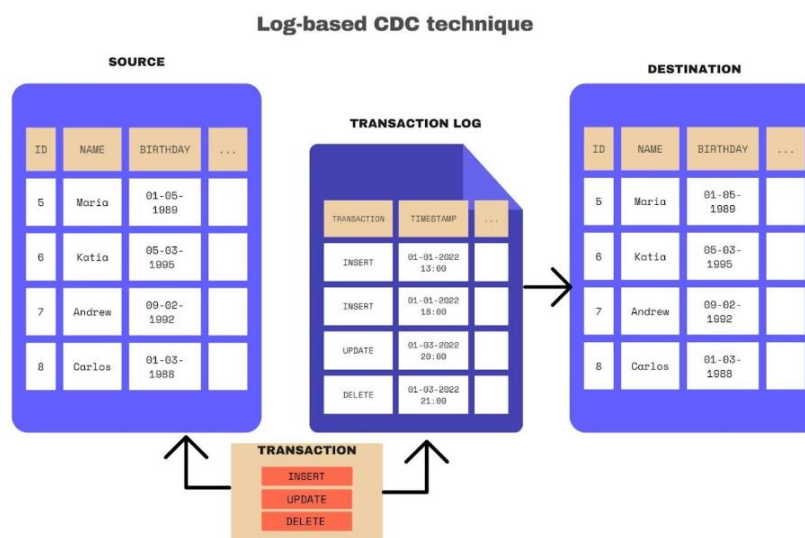 Log-based CDC technique
SOURCE
ID NAME BIRTHDAY ...
5 Maria 01-05-
1989
6 Katia 05-03-
1995
7 Andrew 09-02-
1992
8 Carlos 01-03-
1988
TRANSACTION LOG
TRANSACTION TIMESTAMP ...
INSERT 01-01-2022
13:00
INSERT 01-01-2022
18:00
UPDATE 01-03-2022
20:00
DELETE 01-03-2022
21:00
DESTINATION
ID NAME BIRTHDAY ...
5 Maria 01-05-
1989
6 Katia 05-03-
1995
7 Andrew 09-02-
1992
8 Carlos 01-03-
1988
TRANSACTION
INSERT
UPDATE
DELETE